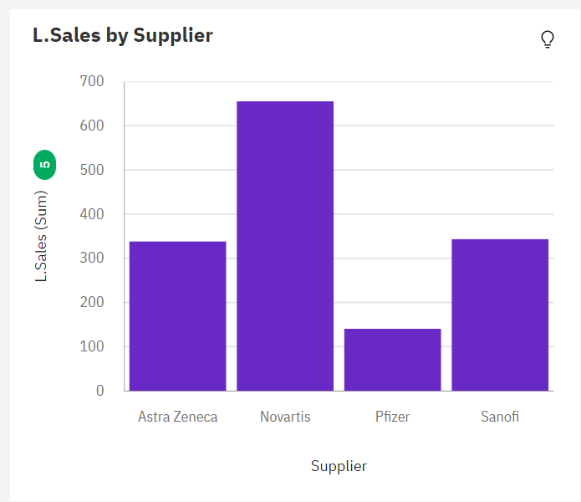 L.Sales by Supplier
700
600
500
400
300
200
100
0
5
L.Sales (Sum)
Astra Zeneca
Novartis
Pfizer
Sanofi
Supplier